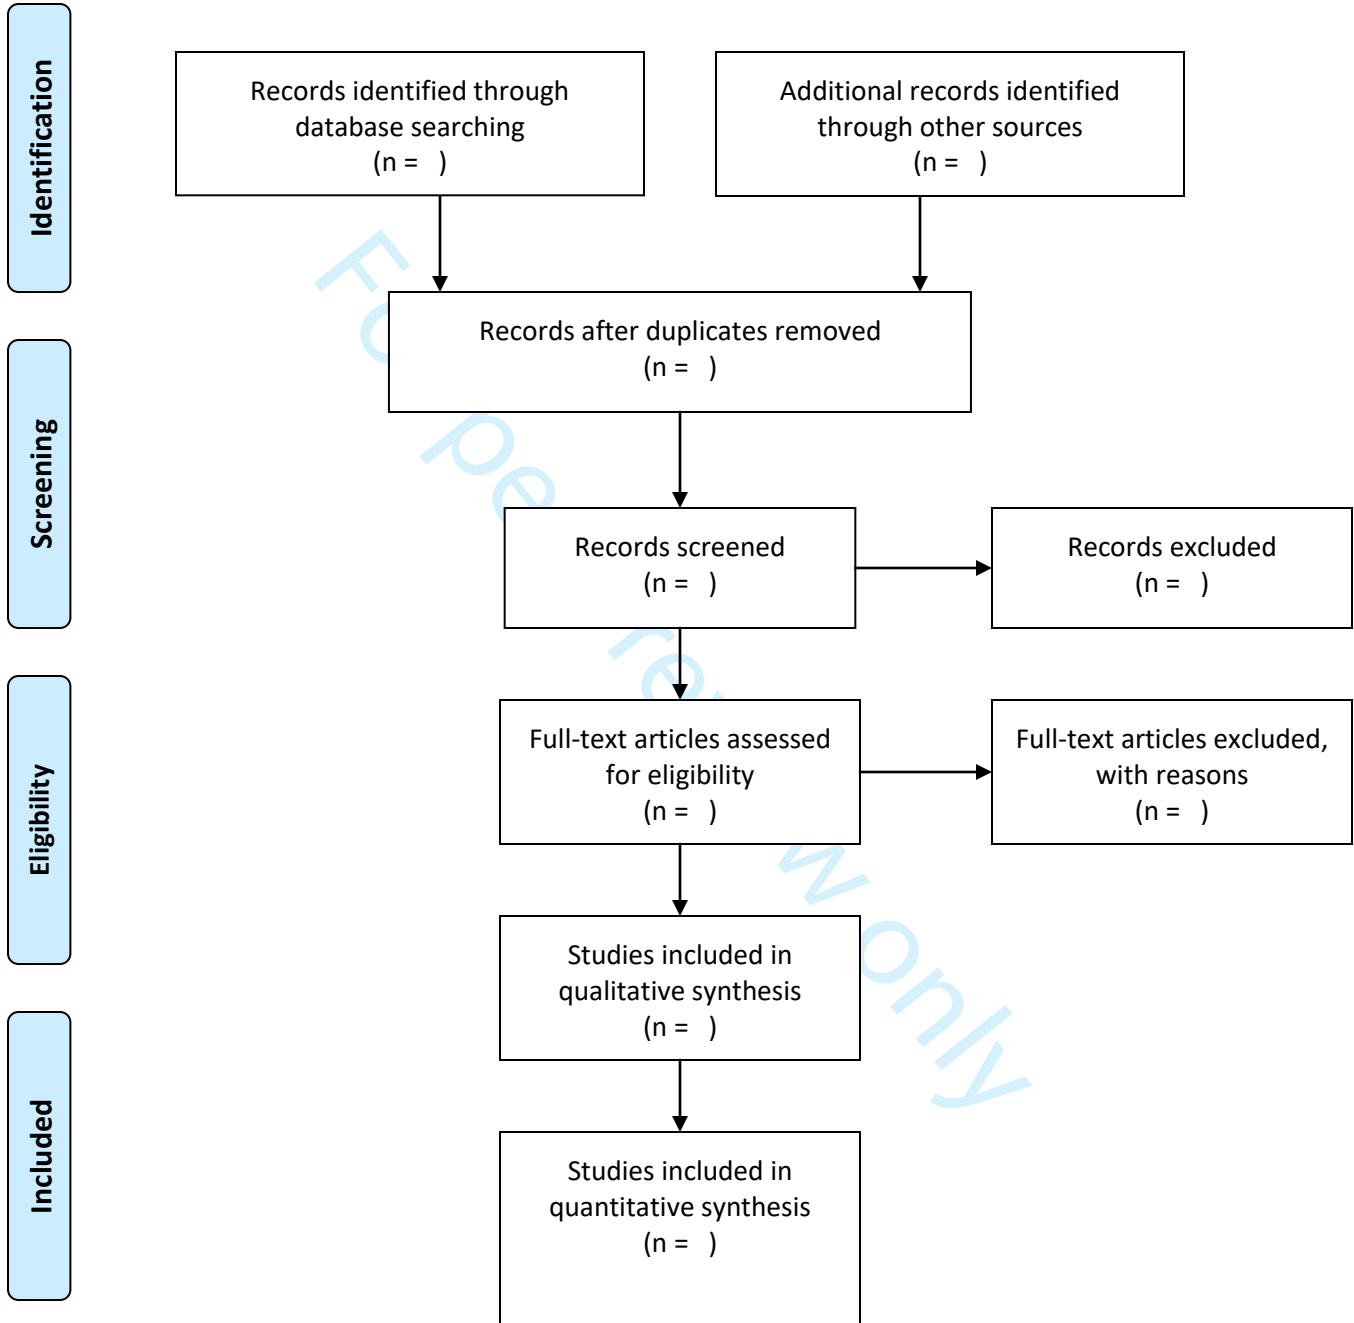 Identification
Records identified through
database searching
(n =   )
Additional records identified
through other sources
(n =   )
Records after duplicates removed
(n =   )
Screening
Records screened
(n =   )
Records excluded
(n =   )
Eligibility
Full-text articles assessed
for eligibility
(n =   )
Full-text articles excluded,
with reasons
(n =   )
Studies included in
qualitative synthesis
(n =   )
Included
Studies included in
quantitative synthesis
(n =   )
For pe re w only